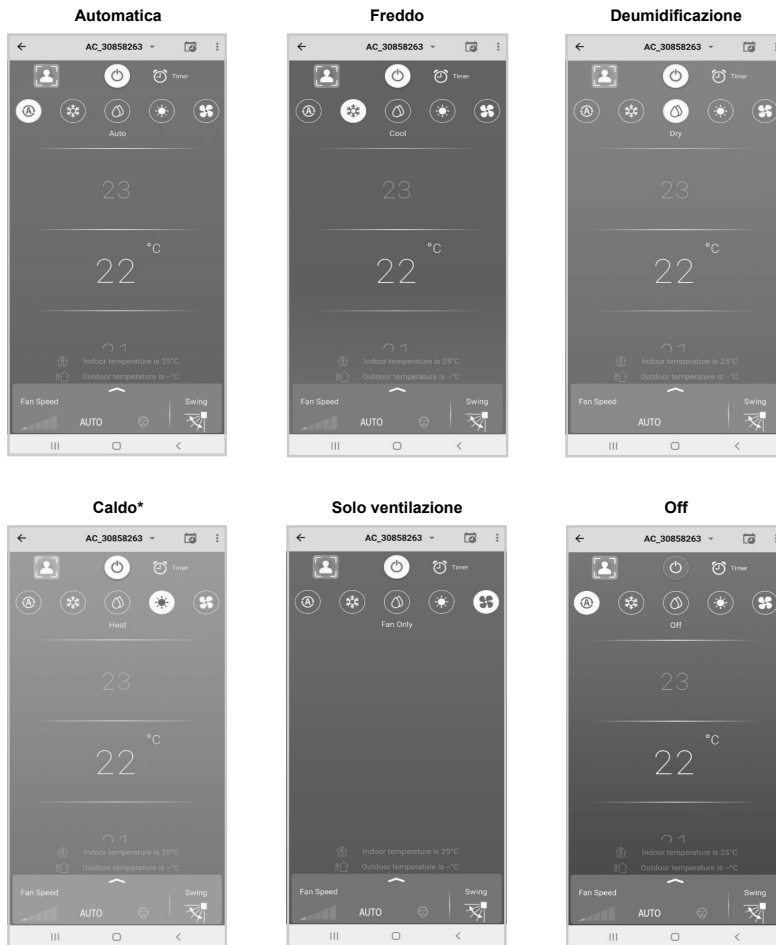 Automatica
AC_30858263
Timer
Auto
23
°C
22
21
Indoor temperature is 25°C
Outdoor temperature is --°C
Fan Speed
Swing
AUTO
Freddo
AC_30858263
Timer
Cool
23
°C
22
21
Indoor temperature is 25°C
Outdoor temperature is --°C
Fan Speed
Swing
AUTO
Deumidificazione
AC_30858263
Timer
Dry
23
°C
22
21
Indoor temperature is 25°C
Outdoor temperature is --°C
Fan Speed
Swing
AUTO
Caldo*
AC_30858263
Timer
Heat
23
°C
22
21
Indoor temperature is 25°C
Outdoor temperature is --°C
Fan Speed
Swing
AUTO
Solo ventilazione
AC_30858263
Timer
Fan Only
Indoor temperature is 25°C
Outdoor temperature is --°C
Fan Speed
Swing
AUTO
Off
AC_30858263
Timer
Off
23
°C
22
21
Indoor temperature is 25°C
Outdoor temperature is --°C
Fan Speed
Swing
AUTO